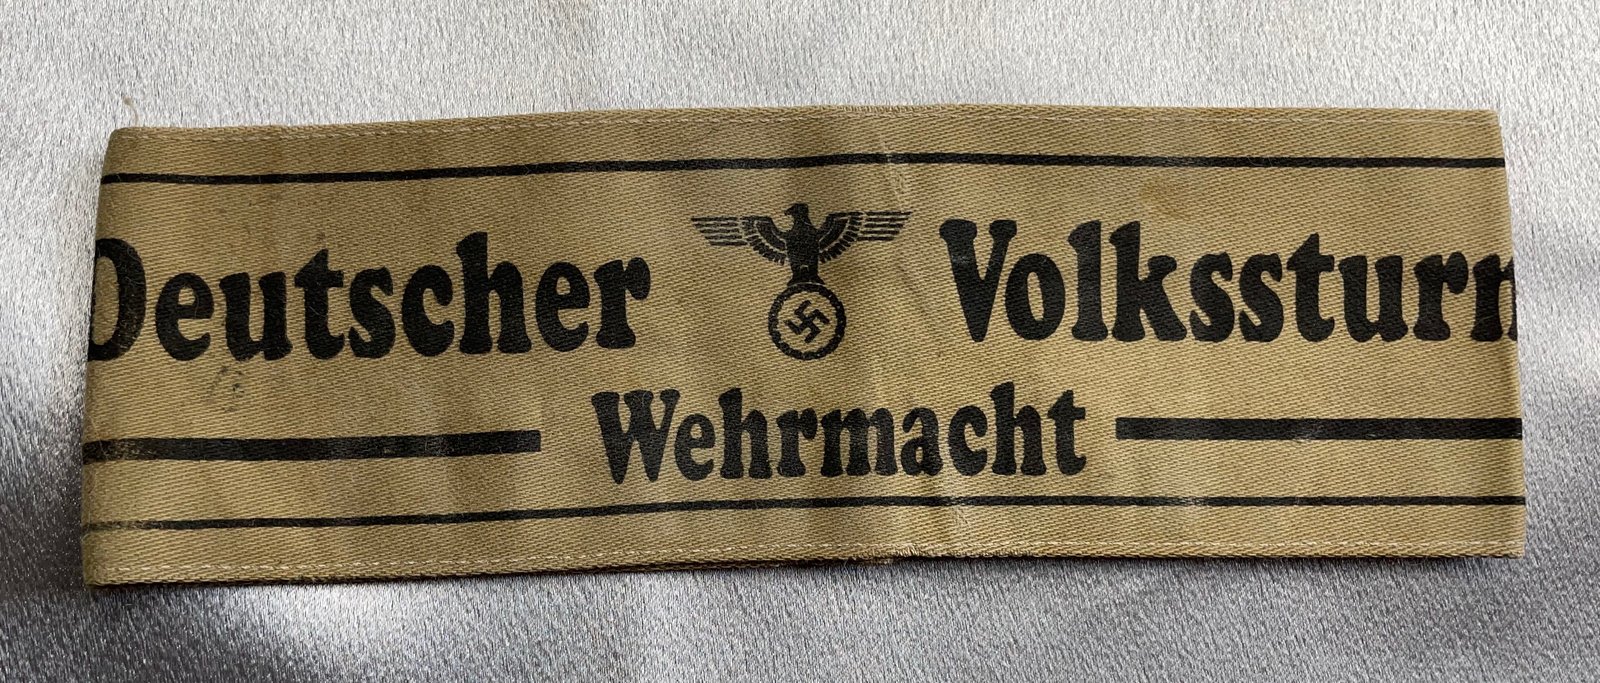 Deutscher Volkssturm
Wehrmacht